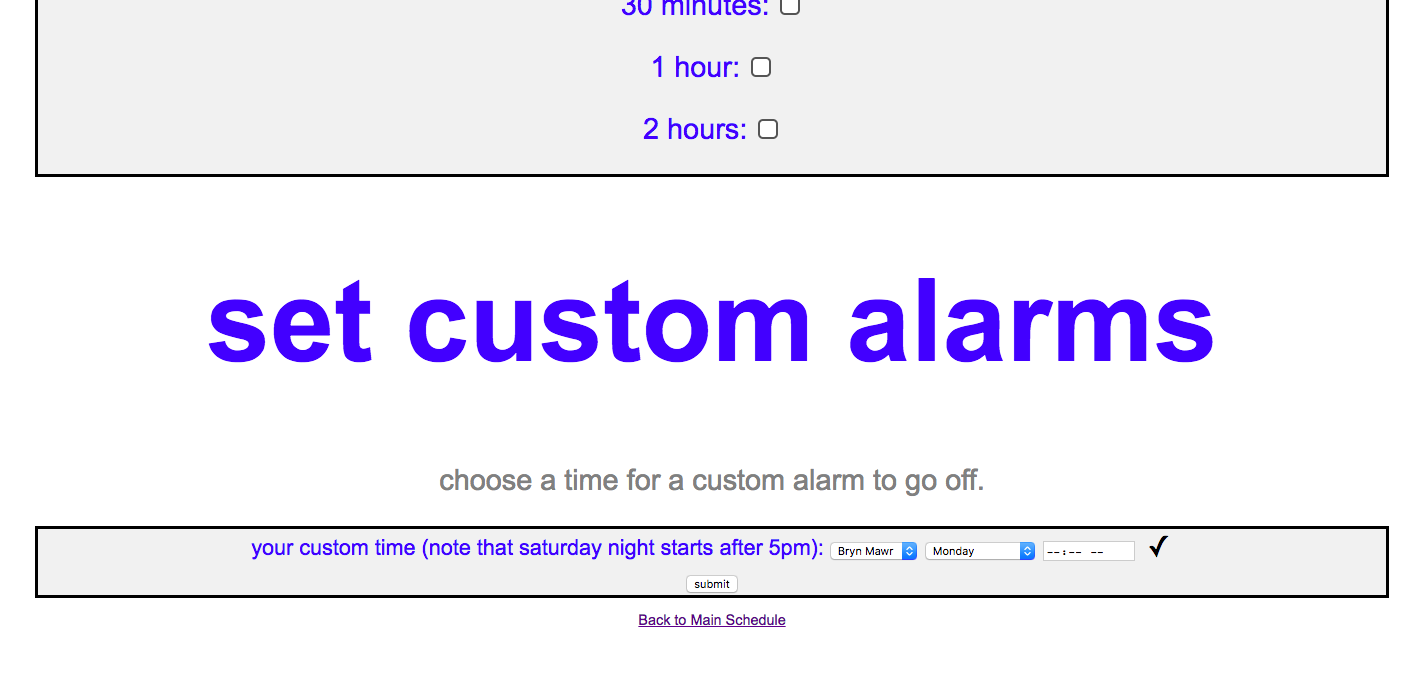 30 minutes:
1 hour:
2 hours:
set custom alarms
choose a time for a custom alarm to go off.
your custom time (note that saturday night starts after 5pm): Bryn Mawr Monday --:-- -- ✓
submit
Back to Main Schedule